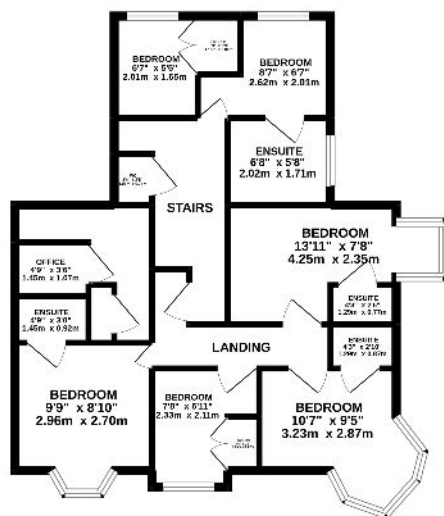 BEDROOM
6'7" x 5'5"
2.01m x 1.65m
BEDROOM
8'7" x 6'7"
2.62m x 2.01m
ENSUITE
6'8" x 5'8"
2.02m x 1.71m
STAIRS
BEDROOM
13'11" x 7'8"
4.25m x 2.35m
OFFICE
4'9" x 3'6"
1.45m x 1.07m
ENSUITE
ENSUITE
4'9" x 3'0"
1.45m x 0.92m
ENSUITE
LANDING
BEDROOM
9'9" x 8'10"
2.96m x 2.70m
BEDROOM
7'8" x 6'11"
2.33m x 2.11m
BEDROOM
10'7" x 9'5"
3.23m x 2.87m